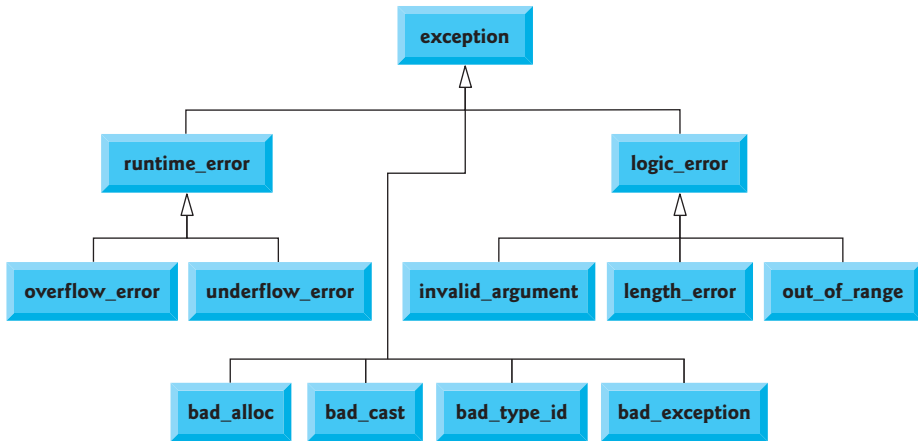 exception
runtime_error
logic_error
overflow_error
underflow_error
invalid_argument
length_error
out_of_range
bad_alloc
bad_cast
bad_type_id
bad_exception